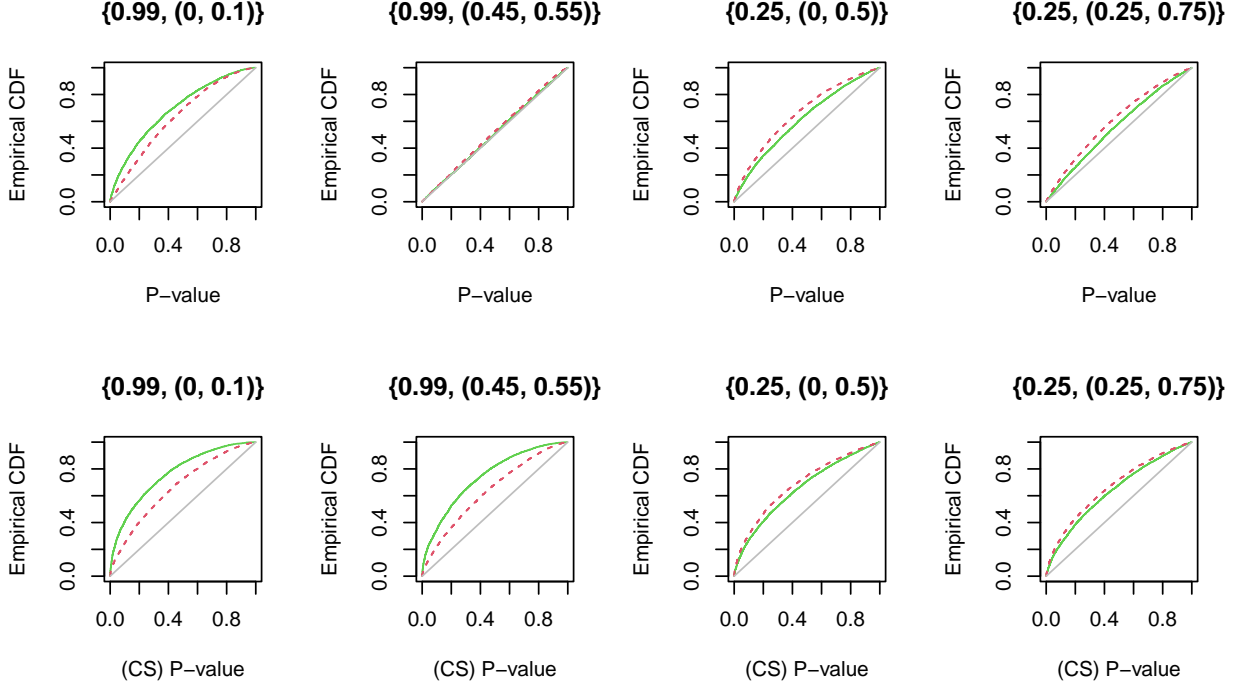 {0.99, (0, 0.1)} {0.99, (0.45, 0.55)} {0.25, (0, 0.5)} {0.25, (0.25, 0.75)}
Empirical CDF Empirical CDF Empirical CDF Empirical CDF
0.8 0.8 0.8 0.8
0.4 0.4 0.4 0.4
0.0 0.0 0.0 0.0
0.0 0.4 0.8 0.0 0.4 0.8 0.0 0.4 0.8 0.0 0.4 0.8
P−value P−value P−value P−value
{0.99, (0, 0.1)} {0.99, (0.45, 0.55)} {0.25, (0, 0.5)} {0.25, (0.25, 0.75)}
Empirical CDF Empirical CDF Empirical CDF Empirical CDF
0.8 0.8 0.8 0.8
0.4 0.4 0.4 0.4
0.0 0.0 0.0 0.0
0.0 0.4 0.8 0.0 0.4 0.8 0.0 0.4 0.8 0.0 0.4 0.8
(CS) P−value (CS) P−value (CS) P−value (CS) P−value